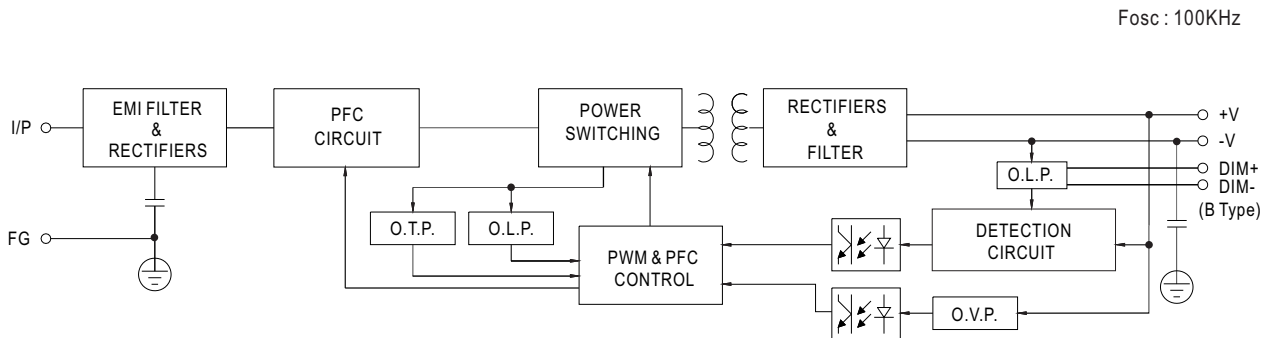 Fosc : 100KHz
I/P
EMI FILTER
&
RECTIFIERS
PFC
CIRCUIT
POWER
SWITCHING
RECTIFIERS
&
FILTER
+V
-V
O.L.P.
DIM+
DIM-
(B Type)
FG
O.T.P.
O.L.P.
PWM & PFC
CONTROL
DETECTION
CIRCUIT
O.V.P.